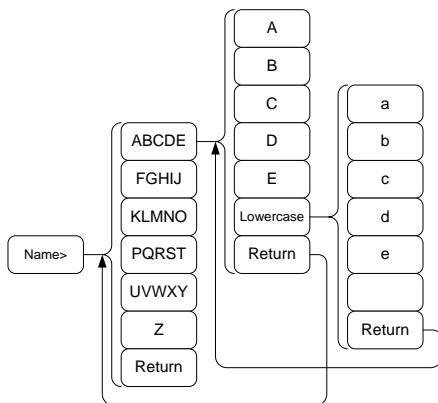 Name>
ABCDE
FGHIJ
KLMNO
PQRST
UVWXY
Z
Return
A
B
C
D
E
Lowercase
Return
a
b
c
d
e
Return